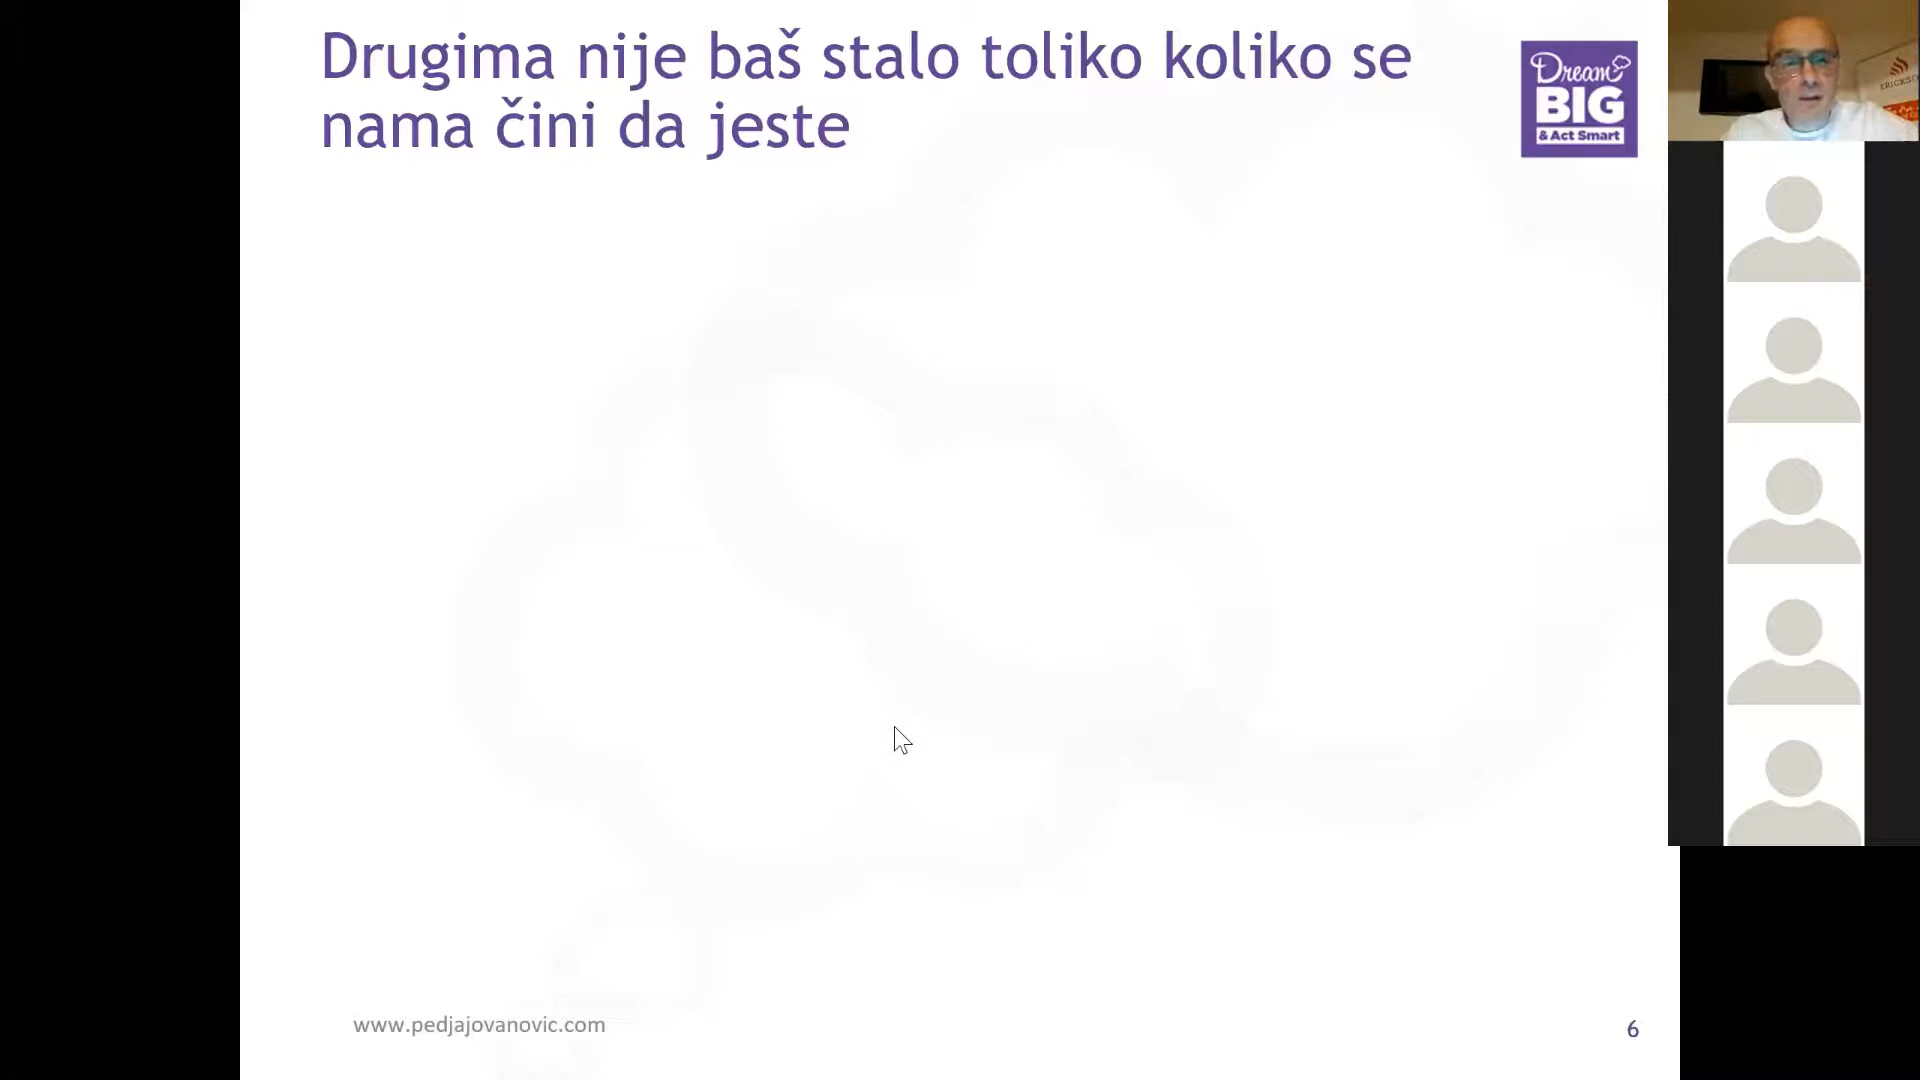 Drugima nije baš stalo toliko koliko se
nama čini da jeste
Dream
BIG
& Act Smart
www.pedjajovanovic.com
6